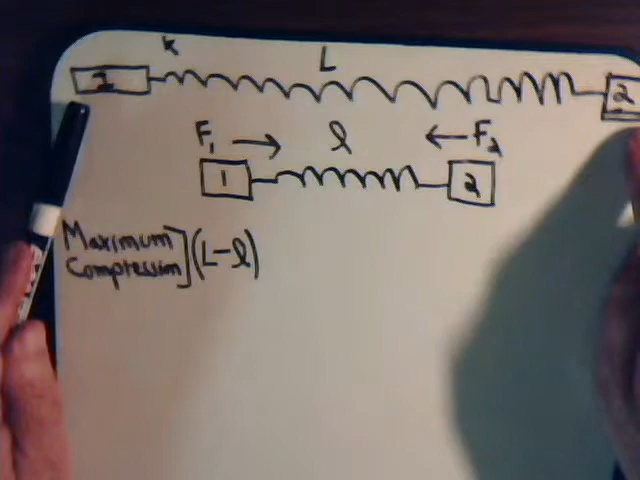 K L
1 2
F₁ → l ← F₂
1 2
Maximum
Compression] (L-l)